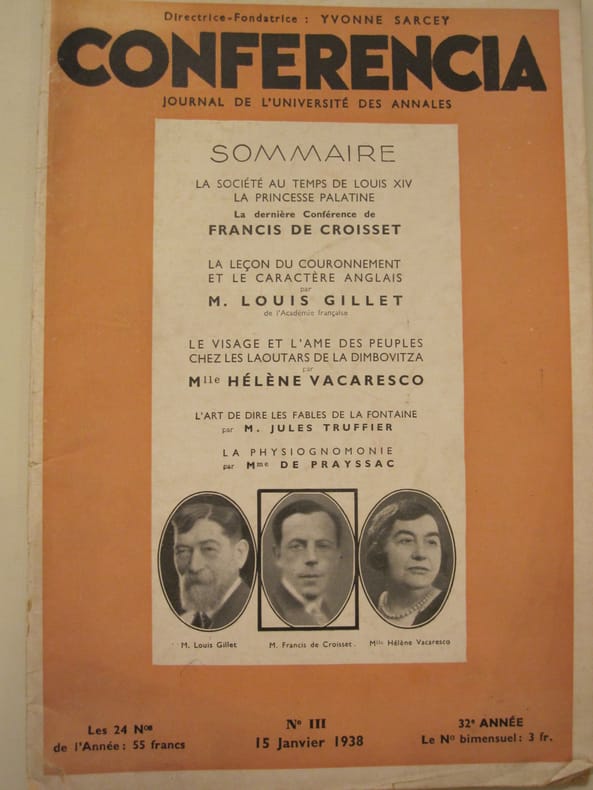 Directrice-Fondatrice : YVONNE SARCEY
CONFERENCIA
JOURNAL DE L'UNIVERSITÉ DES ANNALES
SOMMAIRE
LA SOCIÉTÉ AU TEMPS DE LOUIS XIV
LA PRINCESSE PALATINE
La dernière Conférence de
FRANCIS DE CROISSET
LA LEÇON DU COURONNEMENT
ET LE CARACTÈRE ANGLAIS
par
M. LOUIS GILLET
de l'Académie française
LE VISAGE ET L'AME DES PEUPLES
CHEZ LES LAOUTARS DE LA DIMBOVITZA
par
Mlle HÉLÈNE VACARESCO
L'ART DE DIRE LES FABLES DE LA FONTAINE
par M. JULES TRUFFIER
LA PHYSIOGNOMONIE
par Mme DE PRAYSSAC
M. Louis Gillet
M. Francis de Croisset.
Mlle Hélène Vacaresco
Les 24 Nos
de l'Année : 55 francs
No III
15 Janvier 1938
32e ANNÉE
Le No bimensuel : 3 fr.